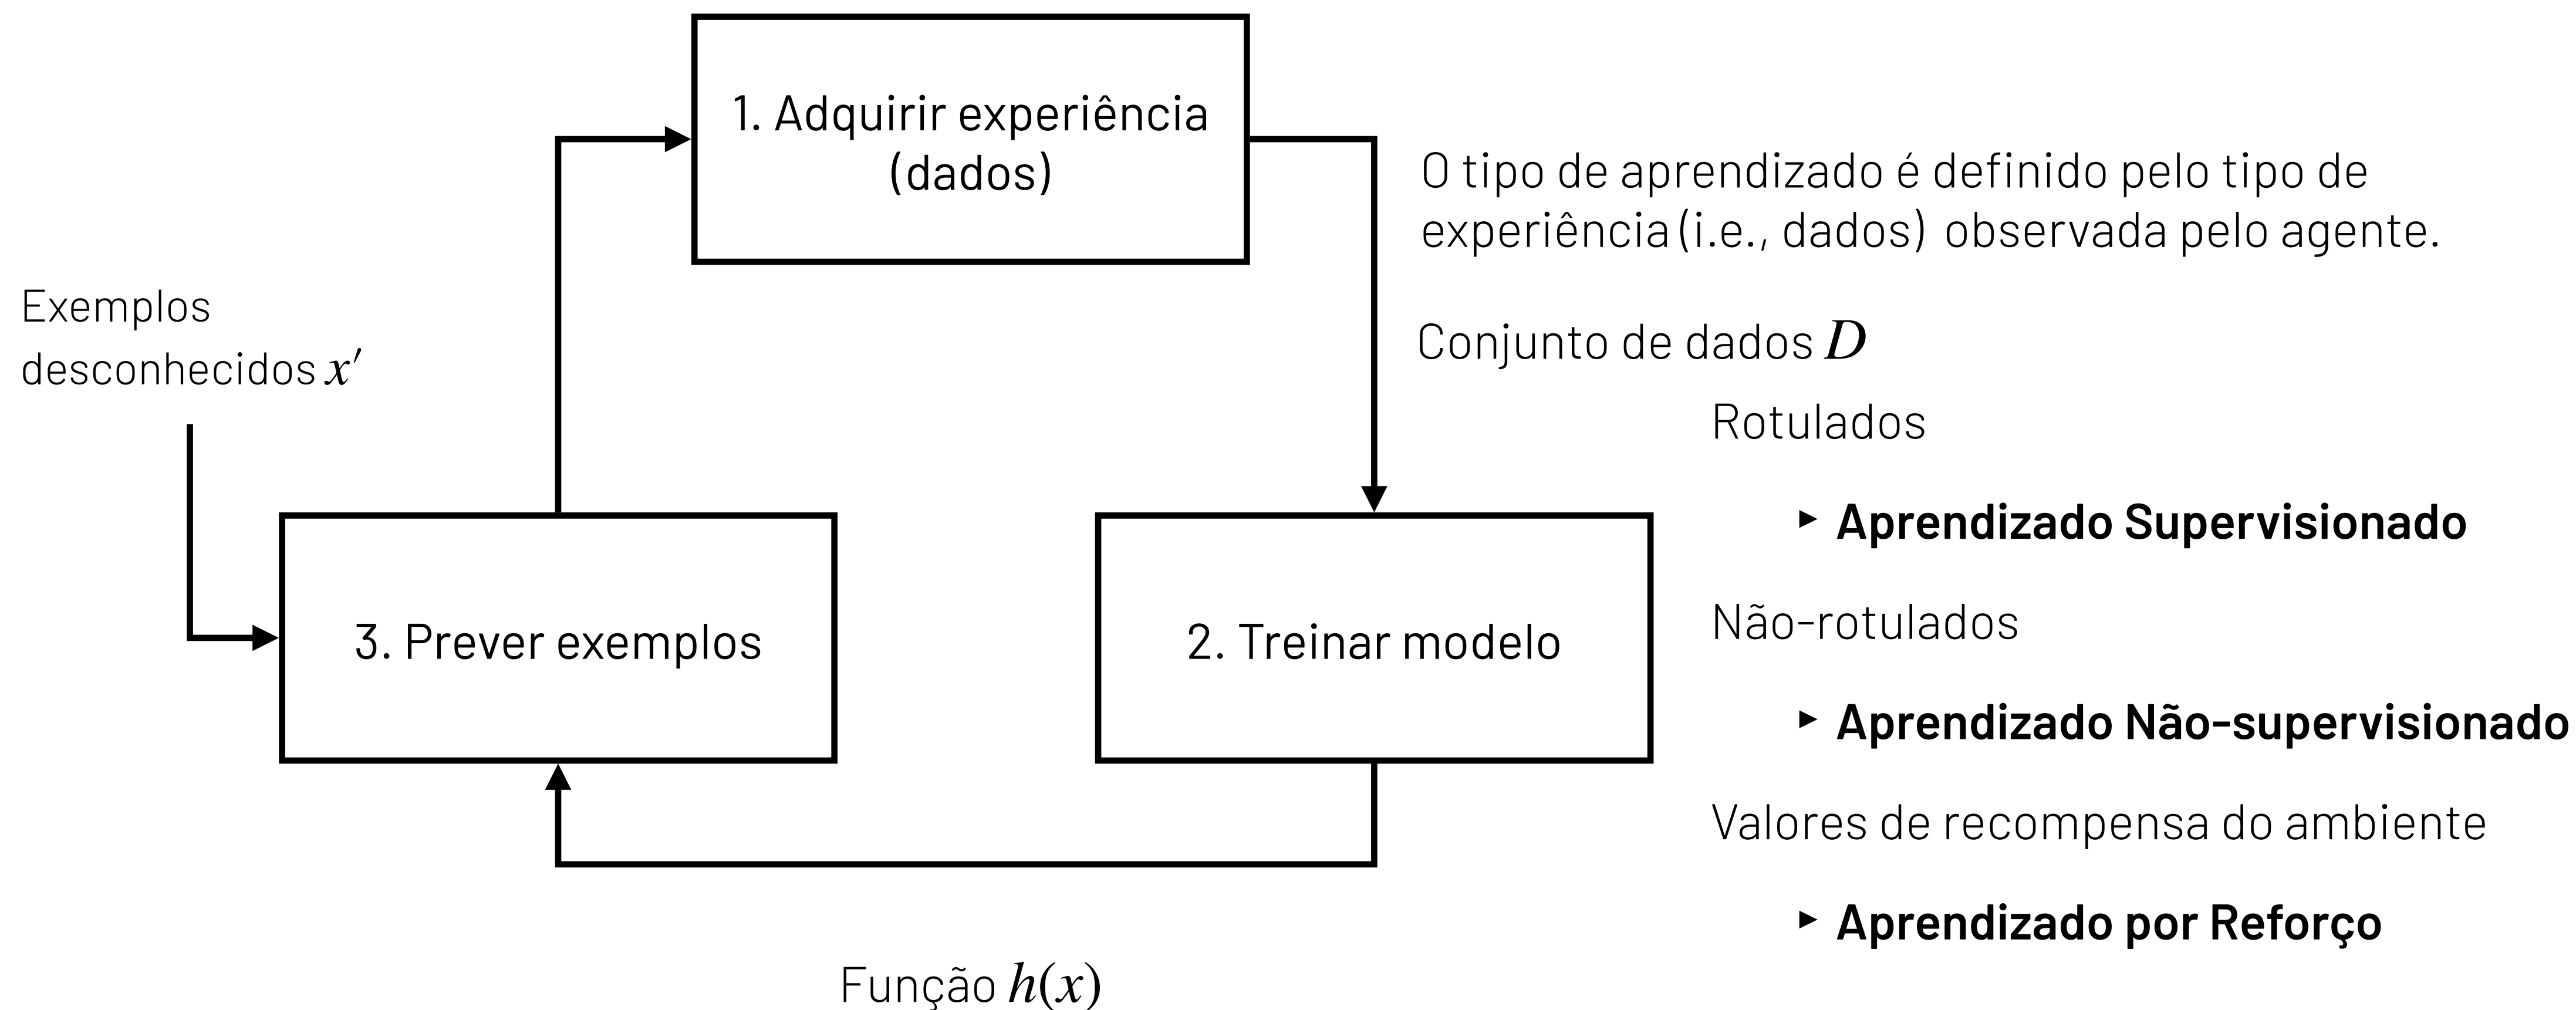 1. Adquirir experiência
(dados)
O tipo de aprendizado é definido pelo tipo de
experiência (i.e., dados) observada pelo agente.
Exemplos
desconhecidos x′
Conjunto de dados D
Rotulados
▸ Aprendizado Supervisionado
3. Prever exemplos
2. Treinar modelo
Não-rotulados
▸ Aprendizado Não-supervisionado
Valores de recompensa do ambiente
▸ Aprendizado por Reforço
Função h(x)